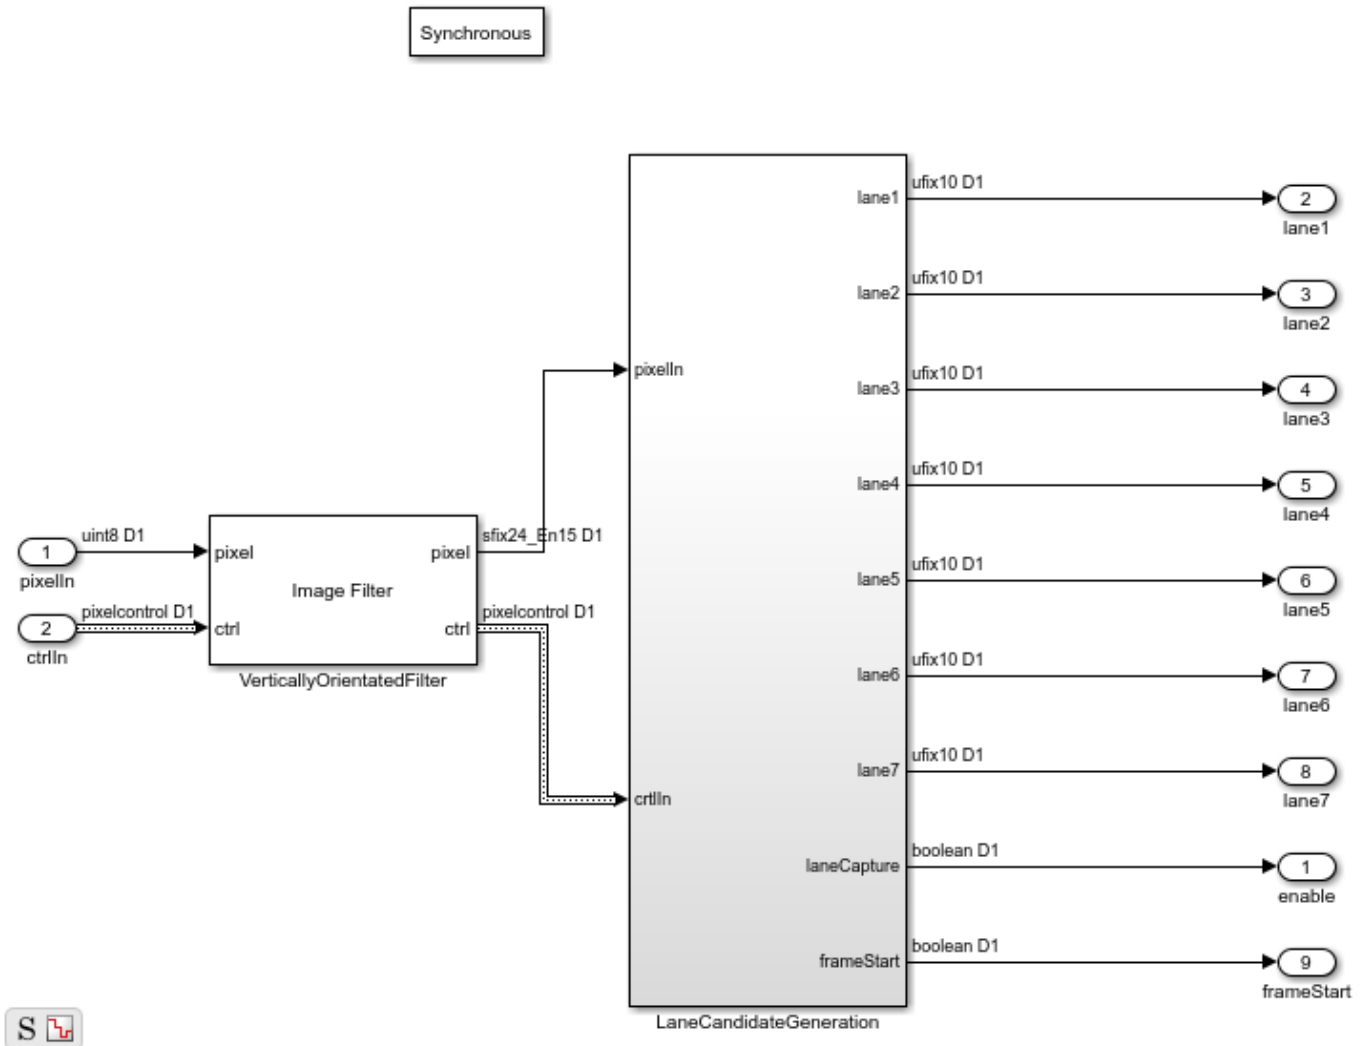 Synchronous
1
pixelIn
uint8 D1
2
ctrlIn
pixelcontrol D1
pixel
ctrl
Image Filter
pixel
ctrl
VerticallyOrientatedFilter
sfix24_En15 D1
pixelcontrol D1
pixelIn
crtlIn
lane1
lane2
lane3
lane4
lane5
lane6
lane7
laneCapture
frameStart
LaneCandidateGeneration
ufix10 D1
2
lane1
ufix10 D1
3
lane2
ufix10 D1
4
lane3
ufix10 D1
5
lane4
ufix10 D1
6
lane5
ufix10 D1
7
lane6
ufix10 D1
8
lane7
boolean D1
1
enable
boolean D1
9
frameStart
S